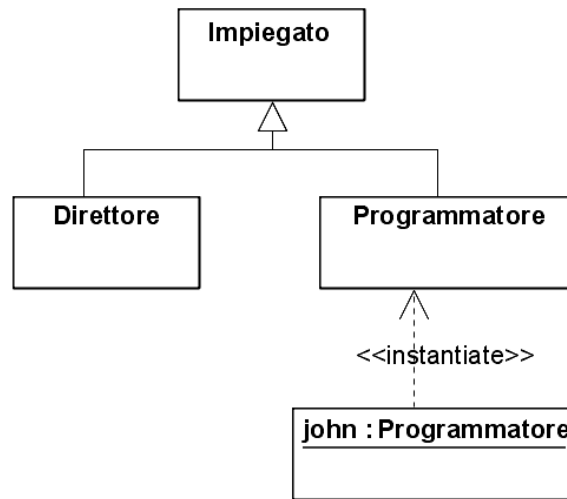 Impiegato
Direttore
Programmatore
<<instantiate>>
john : Programmatore